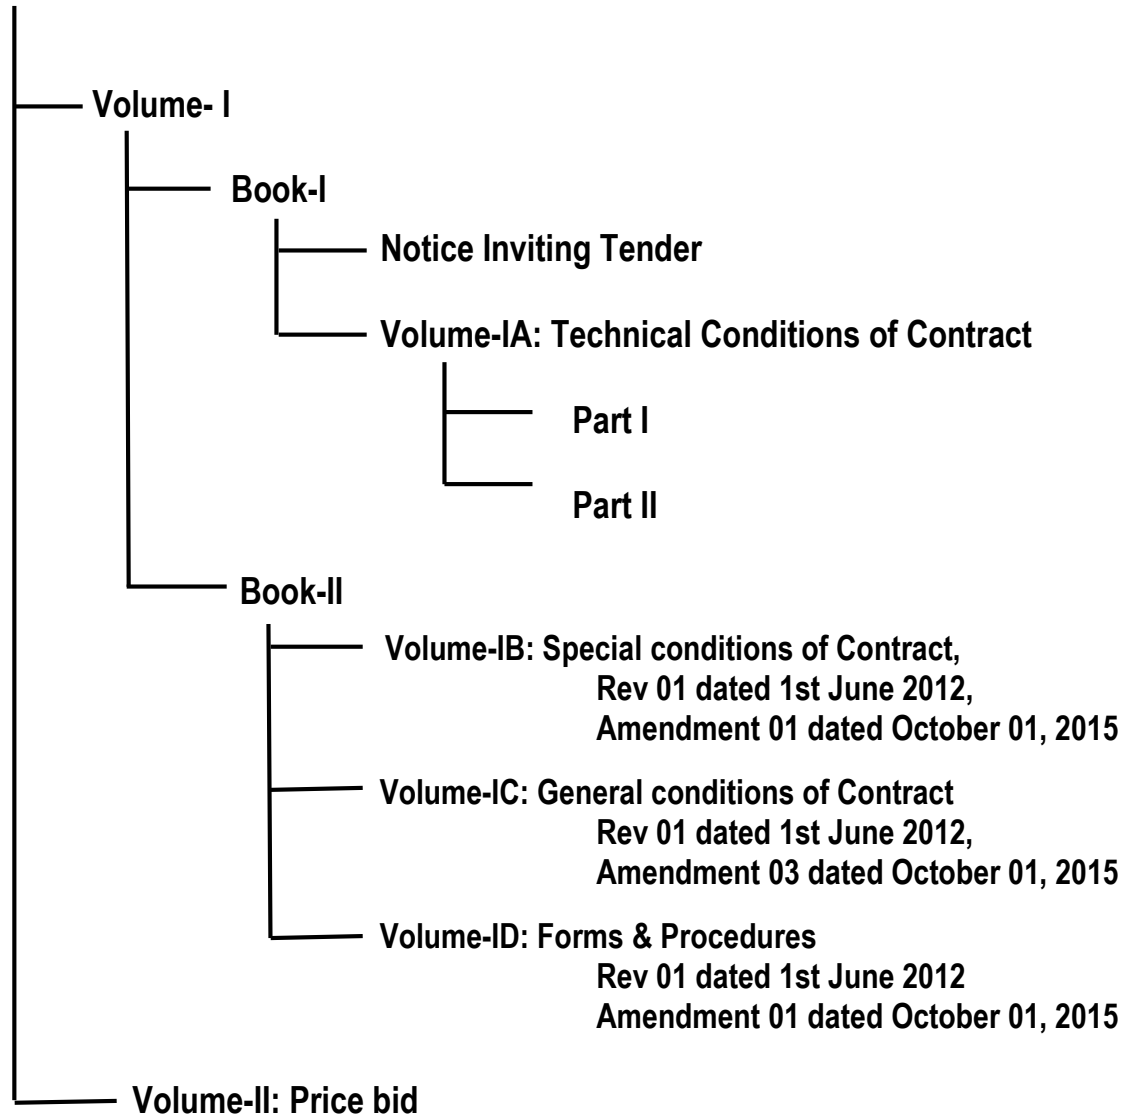 Volume- I
Book-I
Notice Inviting Tender
Volume-IA: Technical Conditions of Contract
Part I
Part II
Book-II
Volume-IB: Special conditions of Contract,
Rev 01 dated 1st June 2012,
Amendment 01 dated October 01, 2015
Volume-IC: General conditions of Contract
Rev 01 dated 1st June 2012,
Amendment 03 dated October 01, 2015
Volume-ID: Forms & Procedures
Rev 01 dated 1st June 2012
Amendment 01 dated October 01, 2015
Volume-II: Price bid